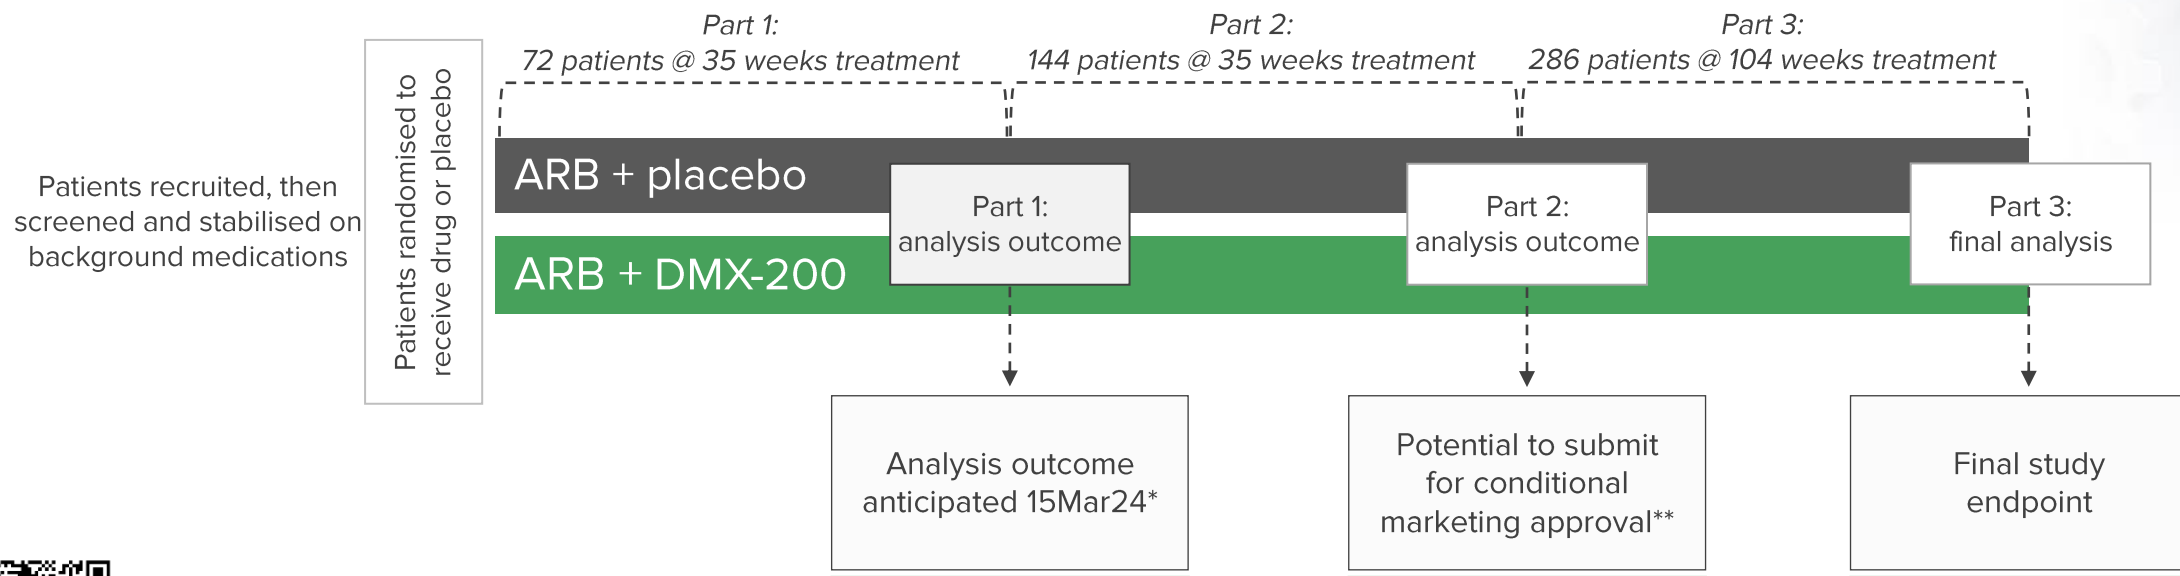 Part 1:
72 patients @ 35 weeks treatment
Part 2:
144 patients @ 35 weeks treatment
Part 3:
286 patients @ 104 weeks treatment
Patients recruited, then
screened and stabilised on
background medications
Patients randomised to
receive drug or placebo
ARB + placebo
ARB + DMX-200
Part 1:
analysis outcome
Part 2:
analysis outcome
Part 3:
final analysis
Analysis outcome
anticipated 15Mar24*
Potential to submit
for conditional
marketing approval**
Final study
endpoint